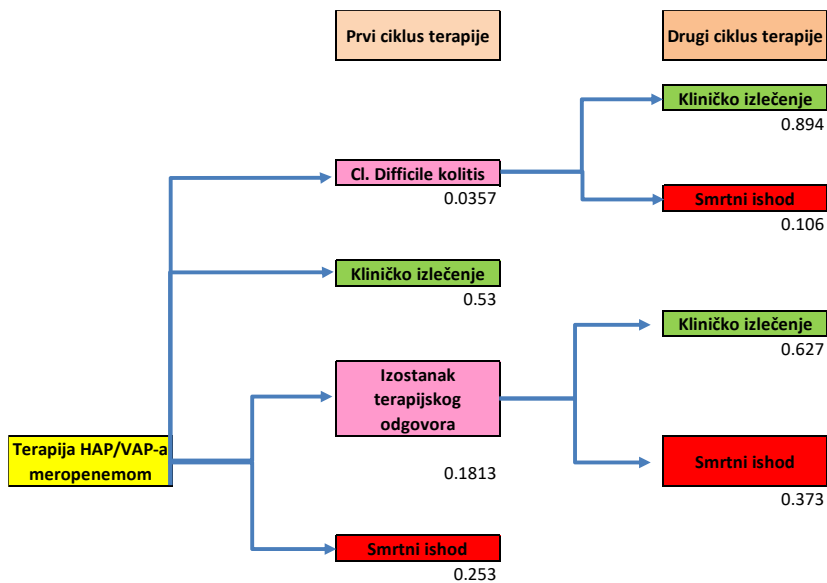 Prvi ciklus terapije
Drugi ciklus terapije
Kliničko izlečenje
0.894
Cl. Difficile kolitis
0.0357
Smrtni ishod
0.106
Kliničko izlečenje
0.53
Kliničko izlečenje
0.627
Izostanak
terapijskog
odgovora
0.1813
Terapija HAP/VAP-a
meropenemom
Smrtni ishod
0.373
Smrtni ishod
0.253